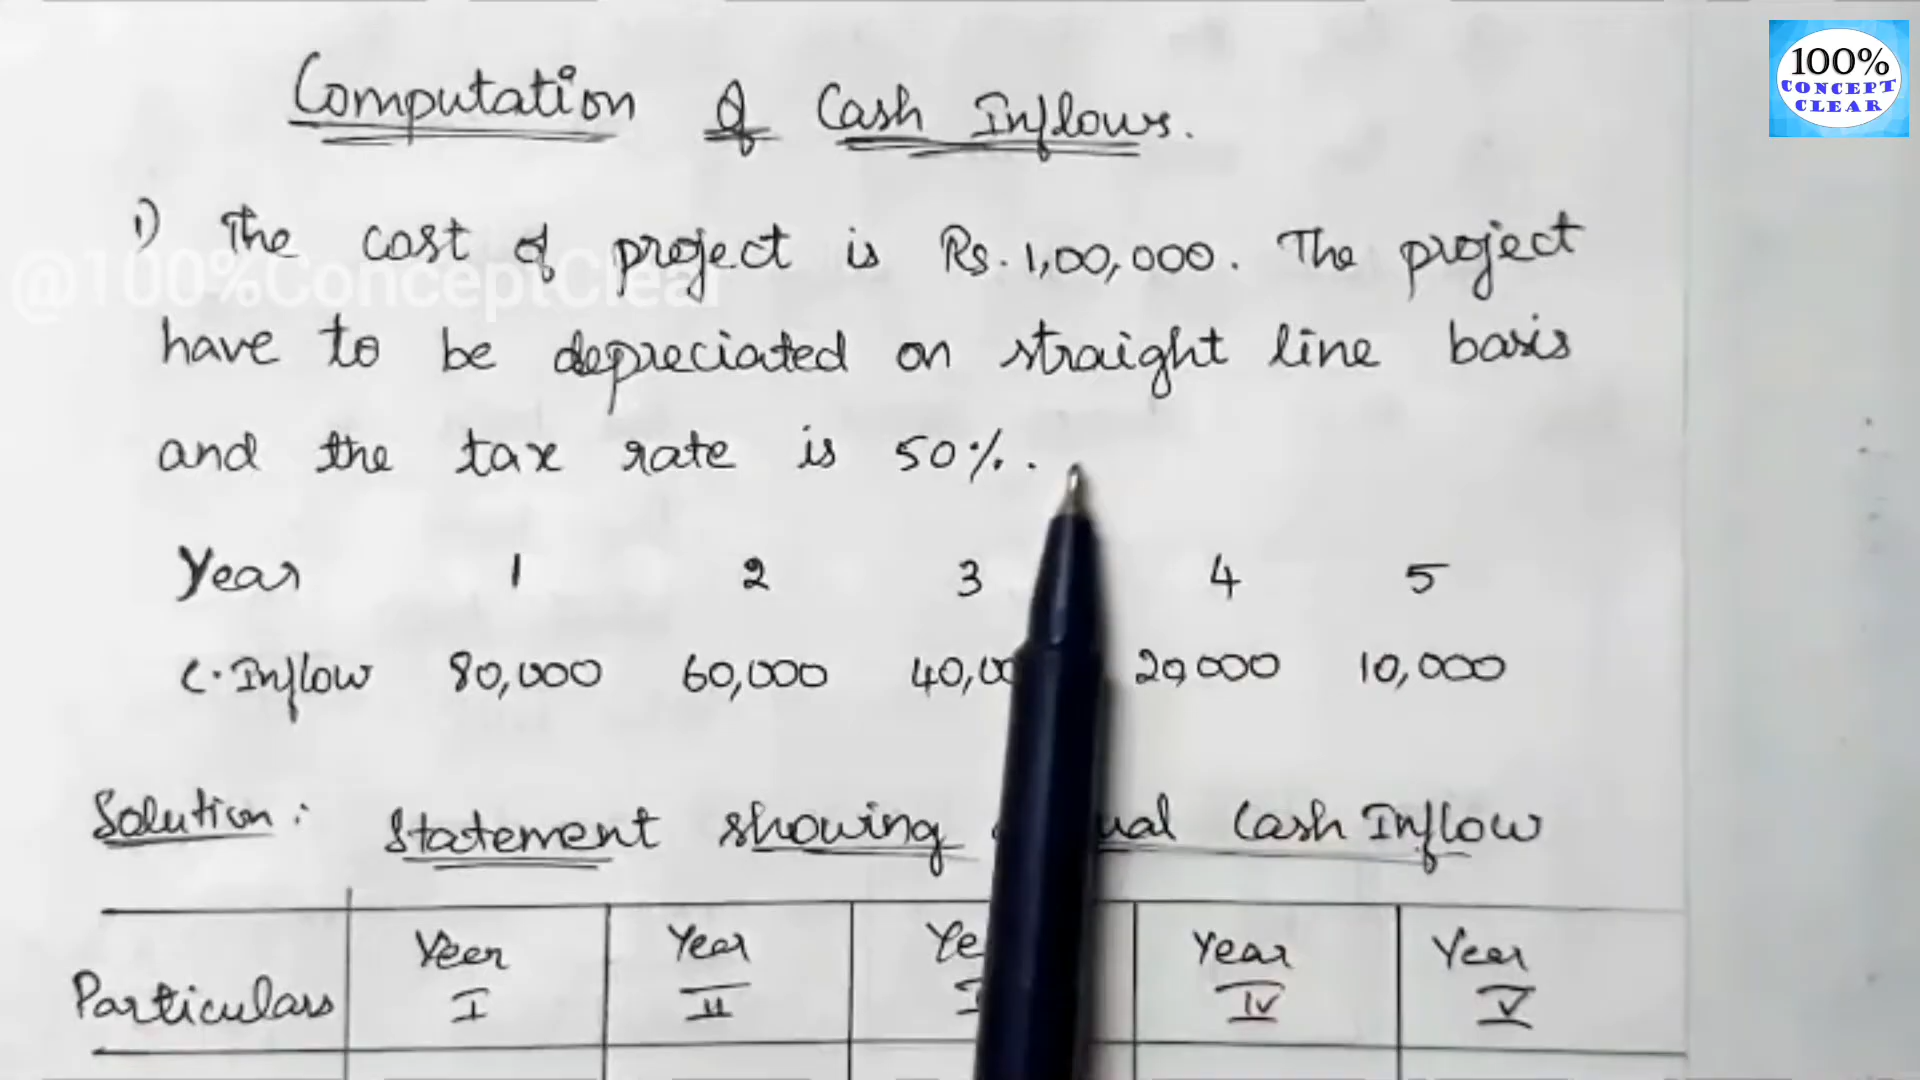 100%
CONCEPT
CLEAR
Computation of Cash Inflows.
1) The cost of project is Rs. 1,00,000. The project
@100%ConceptClear
have to be depreciated on straight line basis
and the tax rate is 50%.
Year 1 2 3 4 5
C. Inflow 80,000 60,000 20,000 10,000
Solution: Statement showing Cash Inflow
Particulars Year I Year II Year IV Year V